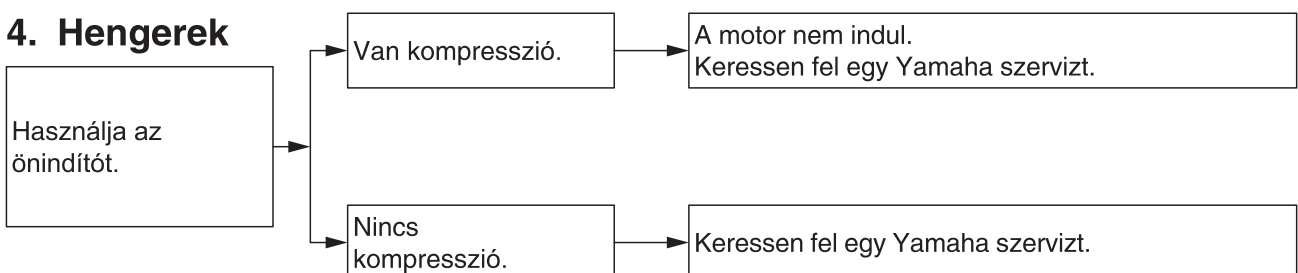 4. Hengerek
Használja az
önindítót.
Van kompresszió.
A motor nem indul.
Keressen fel egy Yamaha szervizt.
Nincs
kompresszió.
Keressen fel egy Yamaha szervizt.